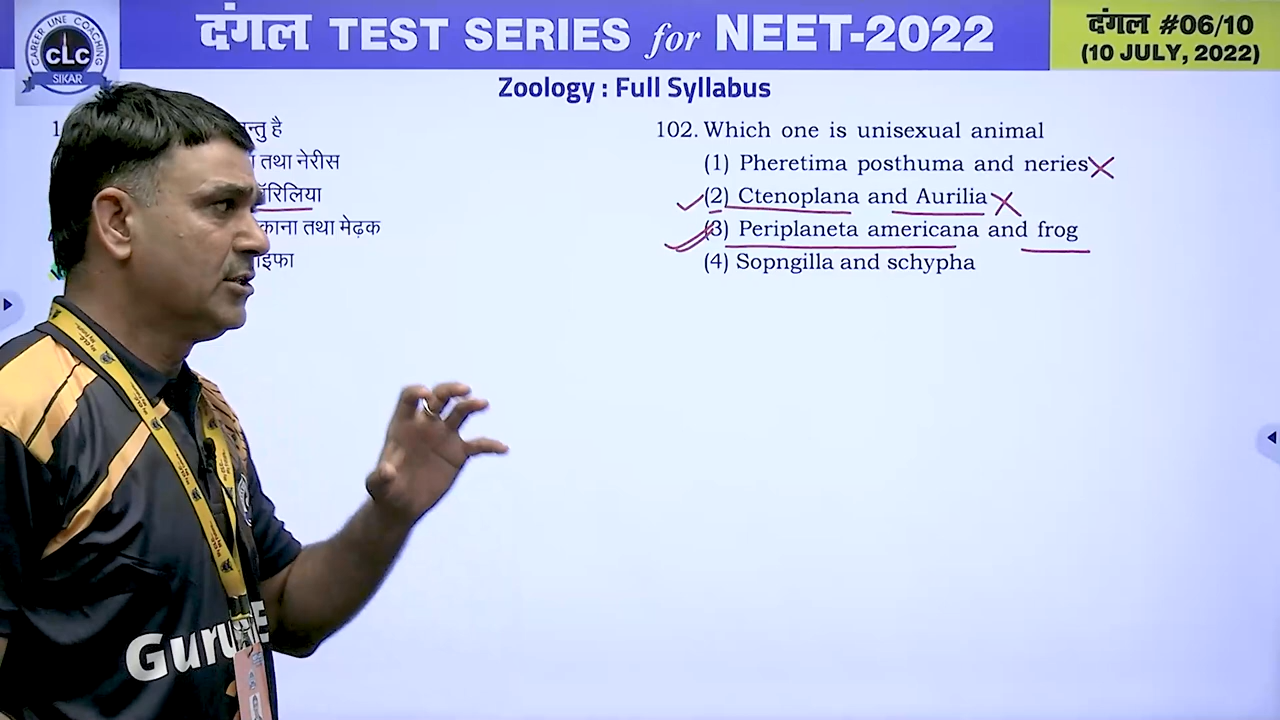 CAREER LINE COACHING
CLC
SIKAR
दंगल TEST SERIES for NEET-2022
दंगल #06/10
(10 JULY, 2022)
Zoology : Full Syllabus
है
तथा नेरीस
तथा मेढ़क
102. Which one is unisexual animal
(1) Pheretima posthuma and neries
(2) Ctenoplana and Aurilia
(3) Periplaneta americana and frog
(4) Sopngilla and schypha